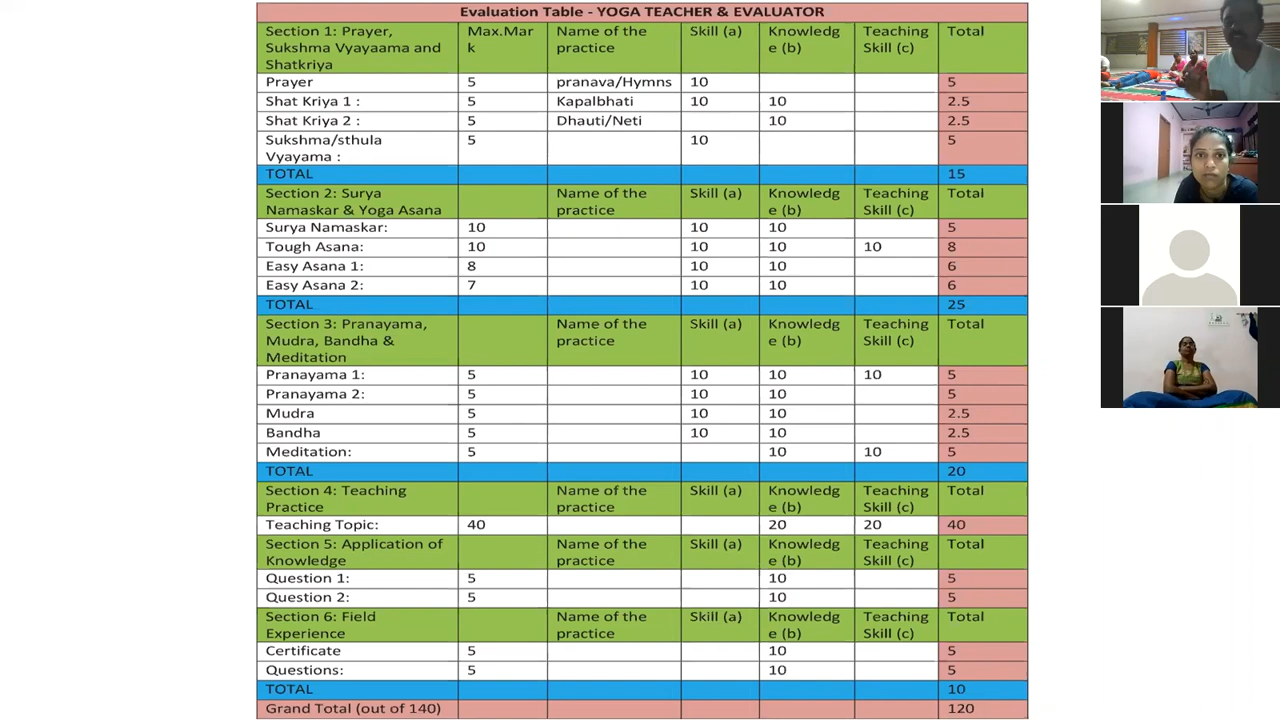 Evaluation Table - YOGA TEACHER & EVALUATOR
Section 1: Prayer, Sukshma Vyayaama and Shatkriya Max.Mark Name of the practice Skill (a) Knowledge (b) Teaching Skill (c) Total
Prayer 5 pranava/Hymns 10 5
Shat Kriya 1 : 5 Kapalbhati 10 10 2.5
Shat Kriya 2 : 5 Dhauti/Neti 10 2.5
Sukshma/sthula Vyayama : 5 10 5
TOTAL 15
Section 2: Surya Namaskar & Yoga Asana Name of the practice Skill (a) Knowledge (b) Teaching Skill (c) Total
Surya Namaskar: 10 10 10 5
Tough Asana: 10 10 10 10 8
Easy Asana 1: 8 10 10 6
Easy Asana 2: 7 10 10 6
TOTAL 25
Section 3: Pranayama, Mudra, Bandha & Meditation Name of the practice Skill (a) Knowledge (b) Teaching Skill (c) Total
Pranayama 1: 5 10 10 10 5
Pranayama 2: 5 10 10 5
Mudra 5 10 10 2.5
Bandha 5 10 10 2.5
Meditation: 5 10 10 5
TOTAL 20
Section 4: Teaching Practice Name of the practice Skill (a) Knowledge (b) Teaching Skill (c) Total
Teaching Topic: 40 20 20 40
Section 5: Application of Knowledge Name of the practice Skill (a) Knowledge (b) Teaching Skill (c) Total
Question 1: 5 10 5
Question 2: 5 10 5
Section 6: Field Experience Name of the practice Skill (a) Knowledge (b) Teaching Skill (c) Total
Certificate 5 10 5
Questions: 5 10 5
TOTAL 10
Grand Total (out of 140) 120